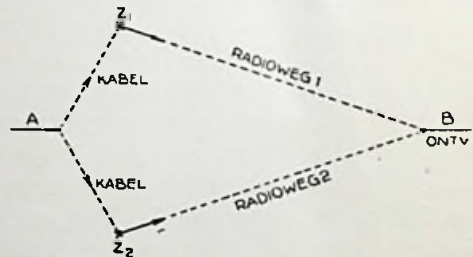 Z1
RADIOWEG 1
KABEL
A
B
ONTV
KABEL
RADIOWEG 2
Z2